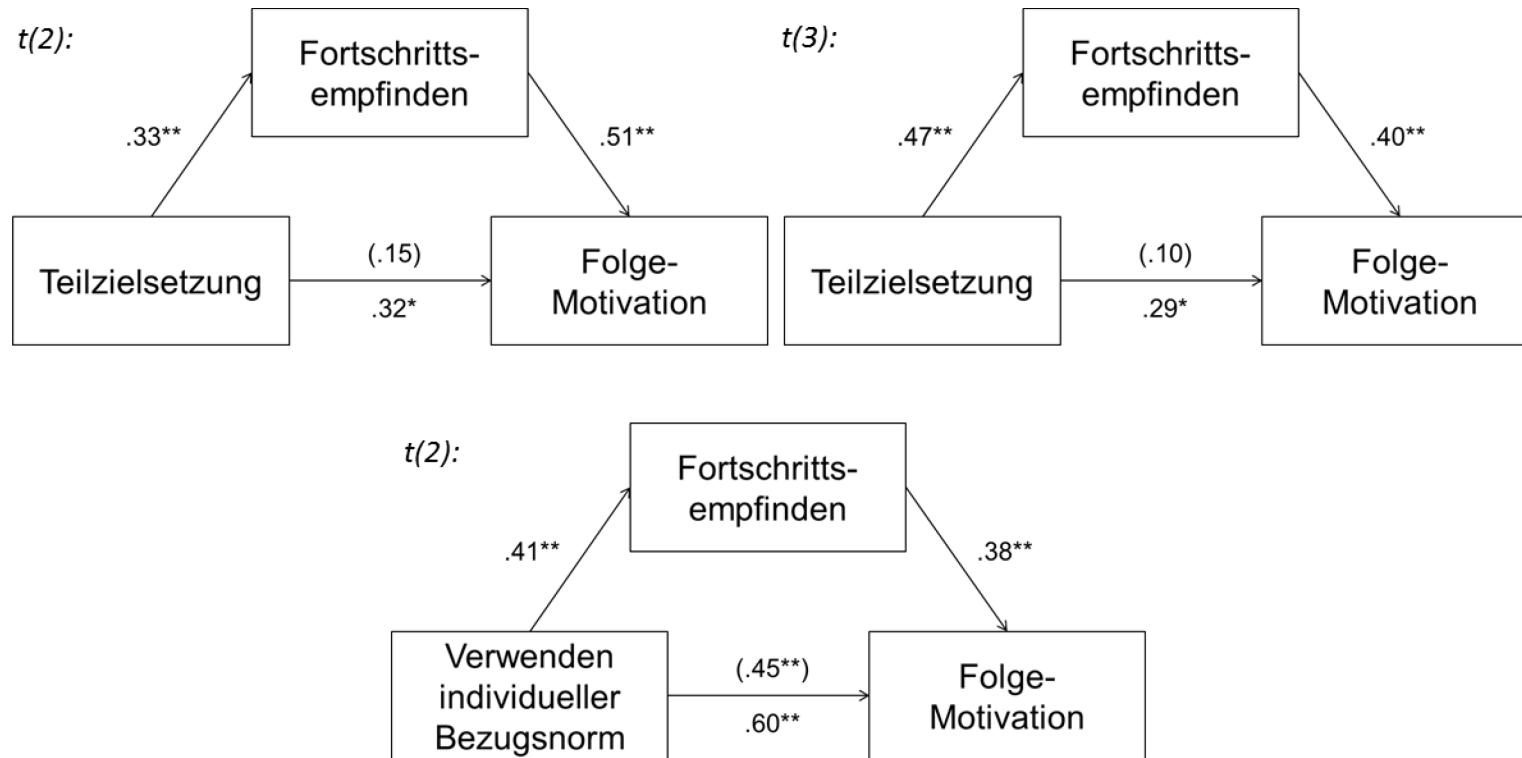 t(2):
Fortschritts-
empfinden
.33**
.51**
Teilzielsetzung
(.15)
.32*
Folge-
Motivation
t(3):
Fortschritts-
empfinden
.47**
.40**
Teilzielsetzung
(.10)
.29*
Folge-
Motivation
t(2):
Fortschritts-
empfinden
.41**
.38**
Verwenden
individueller
Bezugsnorm
(.45**)
.60**
Folge-
Motivation